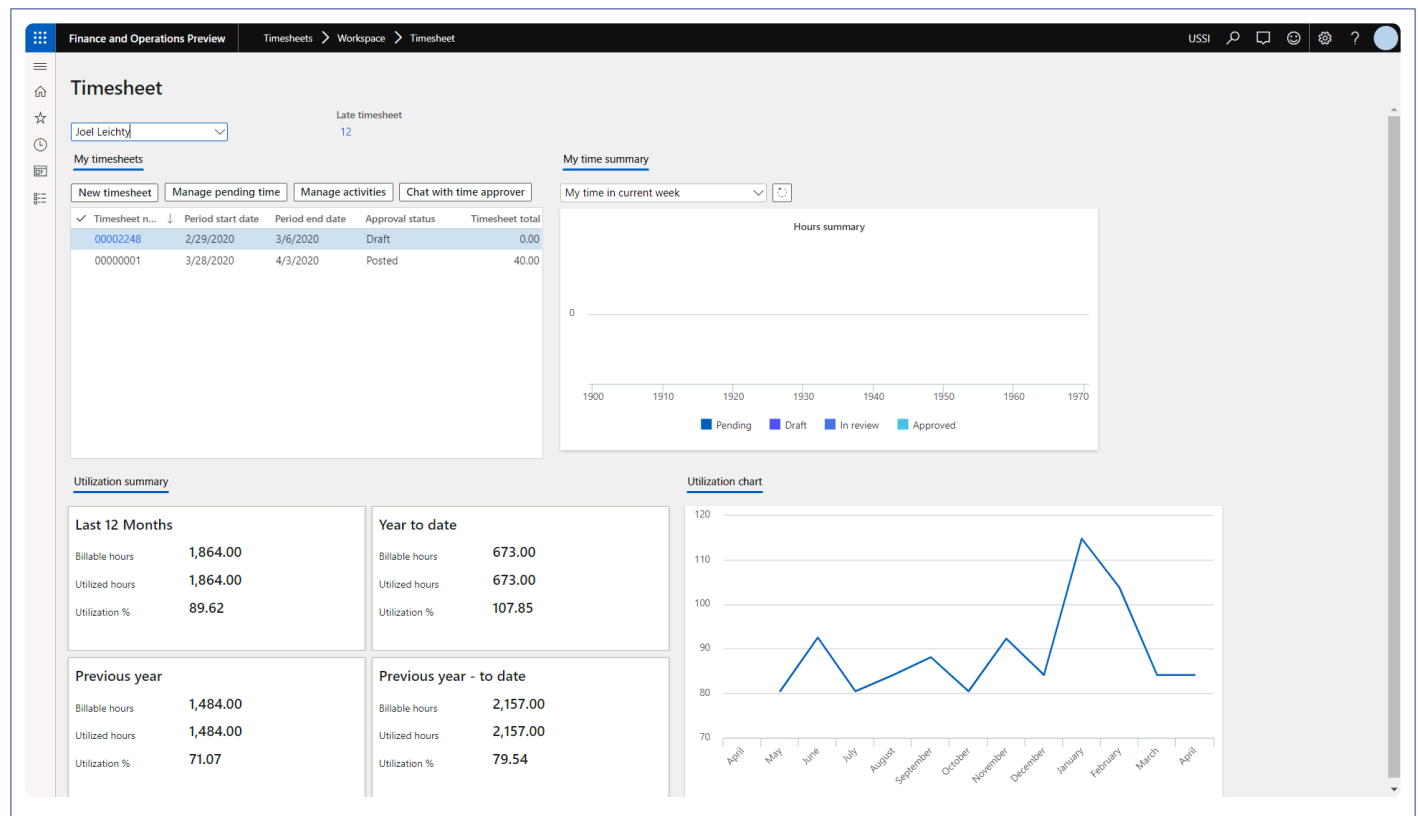 Finance and Operations Preview Timesheets Workspace Timesheet USSI ?
Timesheet
Late timesheet
Joel Leichty 12
My timesheets
New timesheet Manage pending time Manage activities Chat with time approver
Timesheet n... ↓ Period start date Period end date Approval status Timesheet total
00002248 2/29/2020 3/6/2020 Draft 0.00
00000001 3/28/2020 4/3/2020 Posted 40.00
My time summary
My time in current week
Hours summary
0
1900 1910 1920 1930 1940 1950 1960 1970
Pending Draft In review Approved
Utilization summary
Last 12 Months
Billable hours 1,864.00
Utilized hours 1,864.00
Utilization % 89.62
Year to date
Billable hours 673.00
Utilized hours 673.00
Utilization % 107.85
Previous year
Billable hours 1,484.00
Utilized hours 1,484.00
Utilization % 71.07
Previous year - to date
Billable hours 2,157.00
Utilized hours 2,157.00
Utilization % 79.54
Utilization chart
120
110
100
90
80
70
April May June July August September October November December January February March April